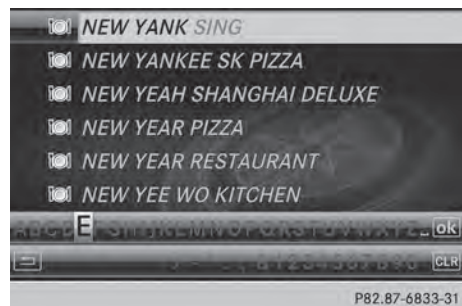 NEW YANK SING
NEW YANKEE SK PIZZA
NEW YEAH SHANGHAI DELUXE
NEW YEAR PIZZA
NEW YEAR RESTAURANT
NEW YEE WO KITCHEN
E ok
CLR
P82.87-6833-31